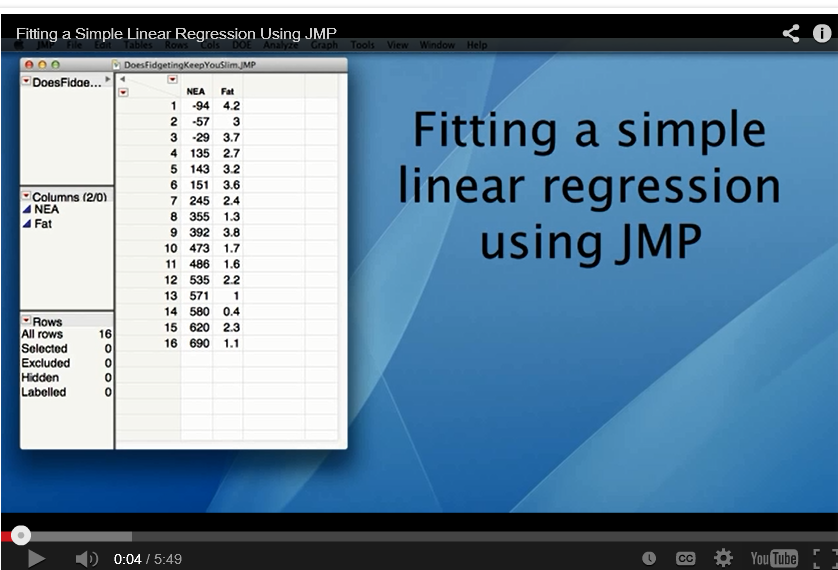 Fitting a Simple Linear Regression Using JMP
JMP File Edit Tables Rows Cols DOE Analyze Graph Tools View Window Help
DoesFidgetingKeepYouSlim.JMP
DoesFidge...
NEA Fat
1 -94 4.2
2 -57 3
3 -29 3.7
4 135 2.7
5 143 3.2
6 151 3.6
7 245 2.4
8 355 1.3
9 392 3.8
10 473 1.7
11 486 1.6
12 535 2.2
13 571 1
14 580 0.4
15 620 2.3
16 690 1.1
Columns (2/0)
NEA
Fat
Rows
All rows 16
Selected 0
Excluded 0
Hidden 0
Labelled 0
Fitting a simple
linear regression
using JMP
0:04 / 5:49
CC
YouTube